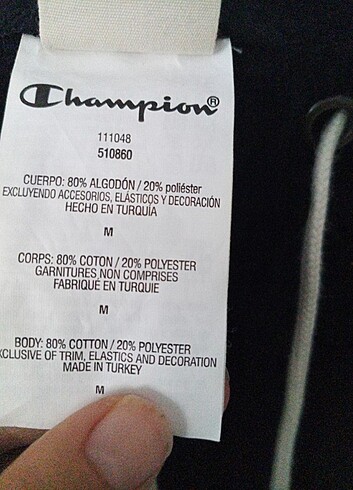 Champion®
111048
510860
CUERPO: 80% ALGODÓN / 20% poliéster
EXCLUYENDO ACCESORIOS, ELÁSTICOS Y DECORACIÓN
HECHO EN TURQUÍA
M
CORPS: 80% COTON / 20% POLYESTER
GARNITURES NON COMPRISES
FABRIQUÉ EN TURQUIE
M
BODY: 80% COTTON / 20% POLYESTER
XCLUSIVE OF TRIM, ELASTICS AND DECORATION
MADE IN TURKEY
M